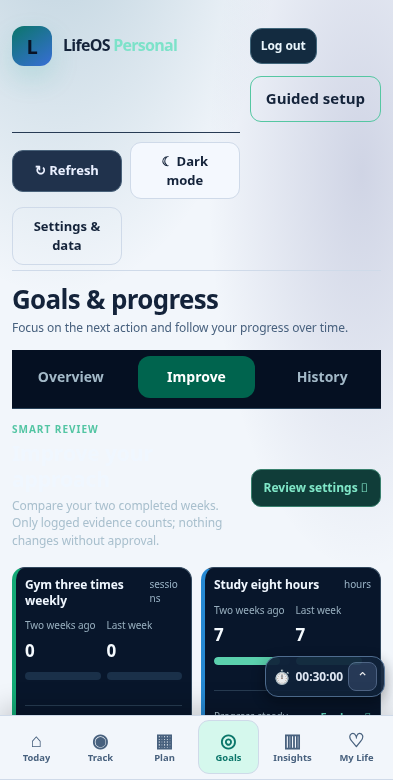 L LifeOS Personal
Log out
Guided setup
↻ Refresh
☾ Dark
mode
Settings &
data
Goals & progress
Focus on the next action and follow your progress over time.
Overview Improve History
SMART REVIEW
Compare your two completed weeks.
Only logged evidence counts; nothing
changes without approval.
Review settings
Gym three times
weekly
sessio
ns
Two weeks ago Last week
0 0
Study eight hours hours
Two weeks ago Last week
7 7
00:30:00
Today Track Plan Goals Insights My Life